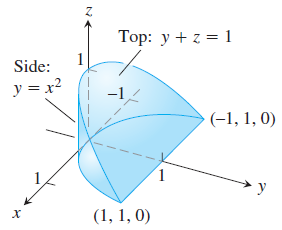 z
Top: y + z = 1
Side:
y = x²
1
−1
(−1, 1, 0)
1
1
y
x
(1, 1, 0)